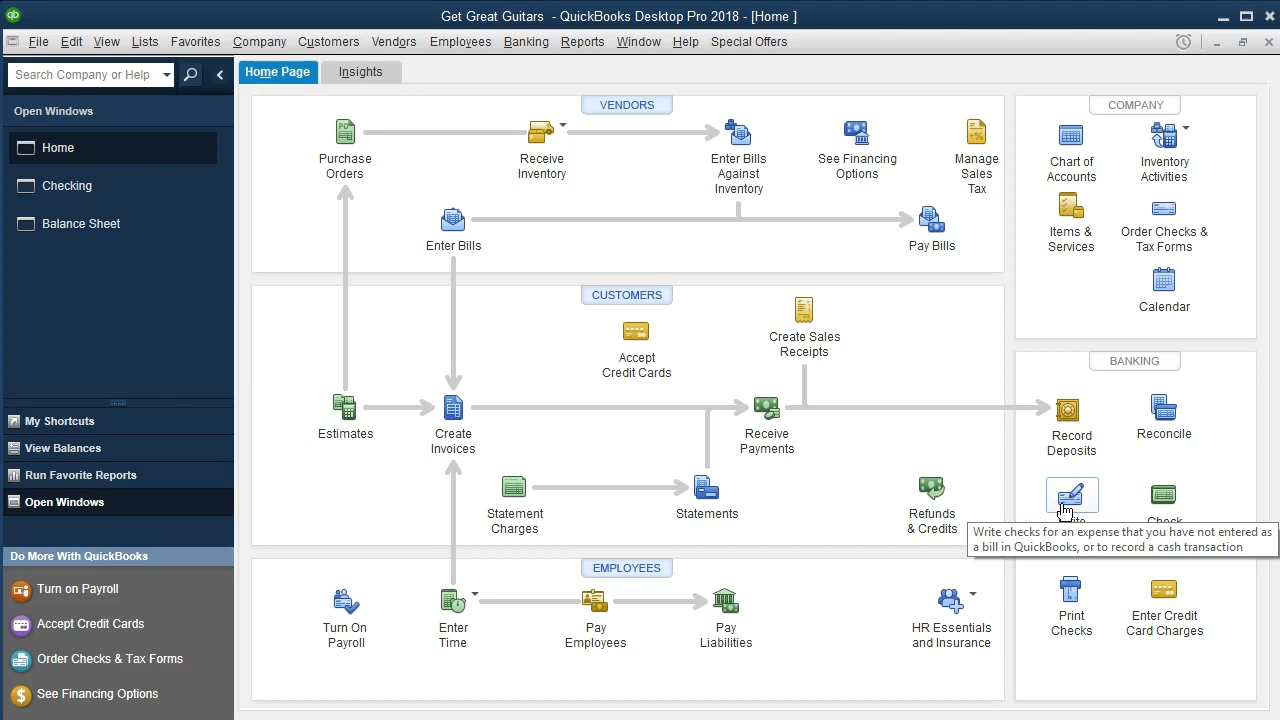 Get Great Guitars - QuickBooks Desktop Pro 2018 - [Home ]
File Edit View Lists Favorites Company Customers Vendors Employees Banking Reports Window Help Special Offers
Search Company or Help
Open Windows
Home
Checking
Balance Sheet
My Shortcuts
View Balances
Run Favorite Reports
Open Windows
Do More With QuickBooks
Turn on Payroll
Accept Credit Cards
Order Checks & Tax Forms
See Financing Options
Home Page
Insights
VENDORS
Purchase
Orders
Receive
Inventory
Enter Bills
Against
Inventory
See Financing
Options
Manage
Sales
Tax
Enter Bills
Pay Bills
CUSTOMERS
Accept
Credit Cards
Create Sales
Receipts
Estimates
Create
Invoices
Receive
Payments
Statement
Charges
Statements
Refunds
& Credits
EMPLOYEES
Turn On
Payroll
Enter
Time
Pay
Employees
Pay
Liabilities
HR Essentials
and Insurance
COMPANY
Chart of
Accounts
Inventory
Activities
Items &
Services
Order Checks &
Tax Forms
Calendar
BANKING
Record
Deposits
Reconcile
Check
Write checks for an expense that you have not entered as
a bill in QuickBooks, or to record a cash transaction
Print
Checks
Enter Credit
Card Charges